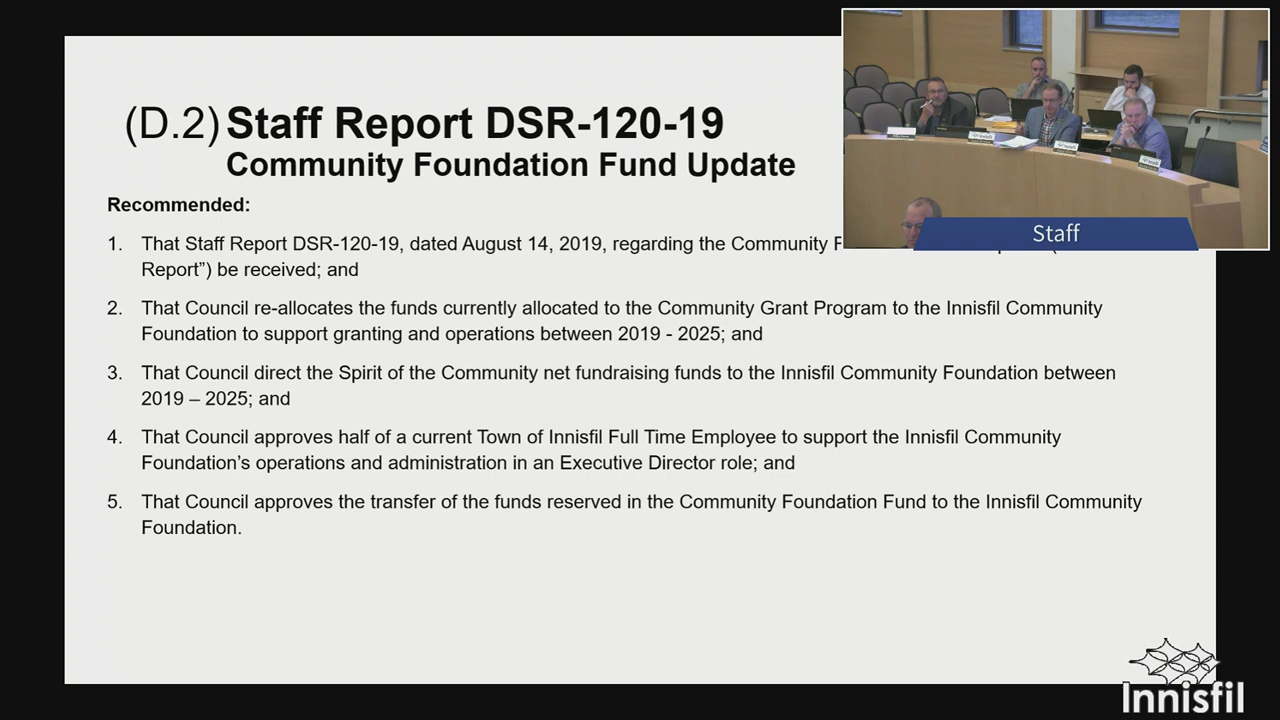 (D.2) Staff Report DSR-120-19
Community Foundation Fund Update
Recommended:
1. That Staff Report DSR-120-19, dated August 14, 2019, regarding the Community
Report”) be received; and
2. That Council re-allocates the funds currently allocated to the Community Grant Program to the Innisfil Community
Foundation to support granting and operations between 2019 - 2025; and
3. That Council direct the Spirit of the Community net fundraising funds to the Innisfil Community Foundation between
2019 – 2025; and
4. That Council approves half of a current Town of Innisfil Full Time Employee to support the Innisfil Community
Foundation’s operations and administration in an Executive Director role; and
5. That Council approves the transfer of the funds reserved in the Community Foundation Fund to the Innisfil Community
Foundation.
Staff
Innisfil